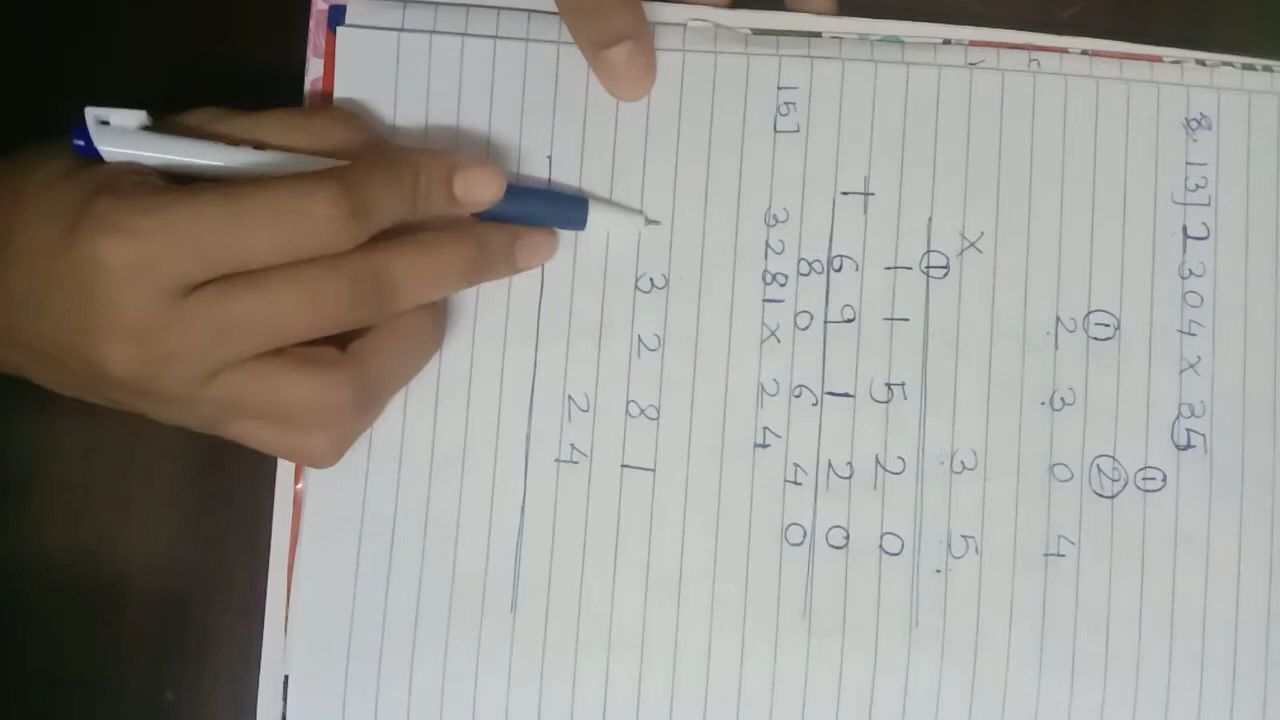 13] 2304 × 35
①
① ②
2 3 0 4
× 3 5
①
1 1 5 2 0
+ 6 9 1 2 0
8 0 6 4 0
15] 3281 × 24
3 2 8 1
2 4